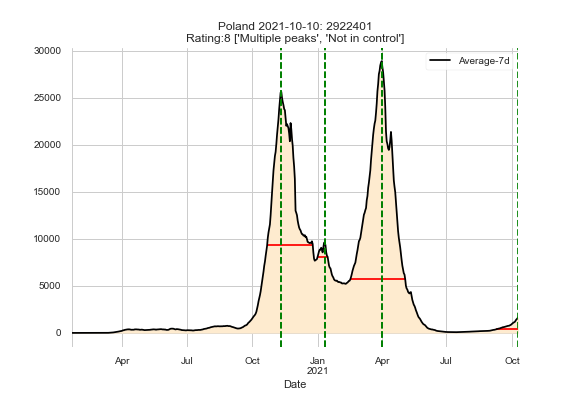 Poland 2021-10-10: 2922401
Rating:8 ['Multiple peaks', 'Not in control']
Average-7d
30000
25000
20000
15000
10000
5000
0
Apr
Jul
Oct
Jan
2021
Apr
Jul
Oct
Date